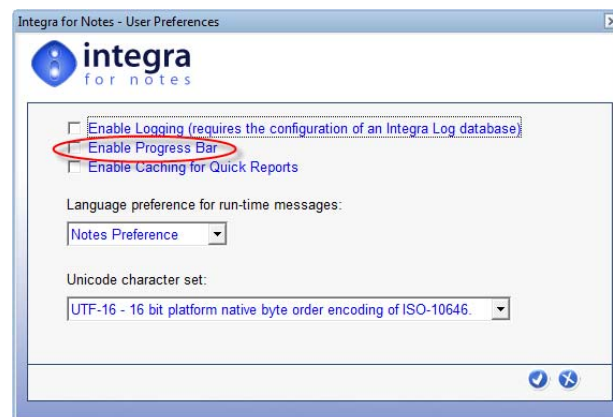 Integra for Notes - User Preferences
integra
for notes
Enable Logging (requires the configuration of an Integra Log database)
Enable Progress Bar
Enable Caching for Quick Reports
Language preference for run-time messages:
Notes Preference
Unicode character set:
UTF-16 - 16 bit platform native byte order encoding of ISO-10646.